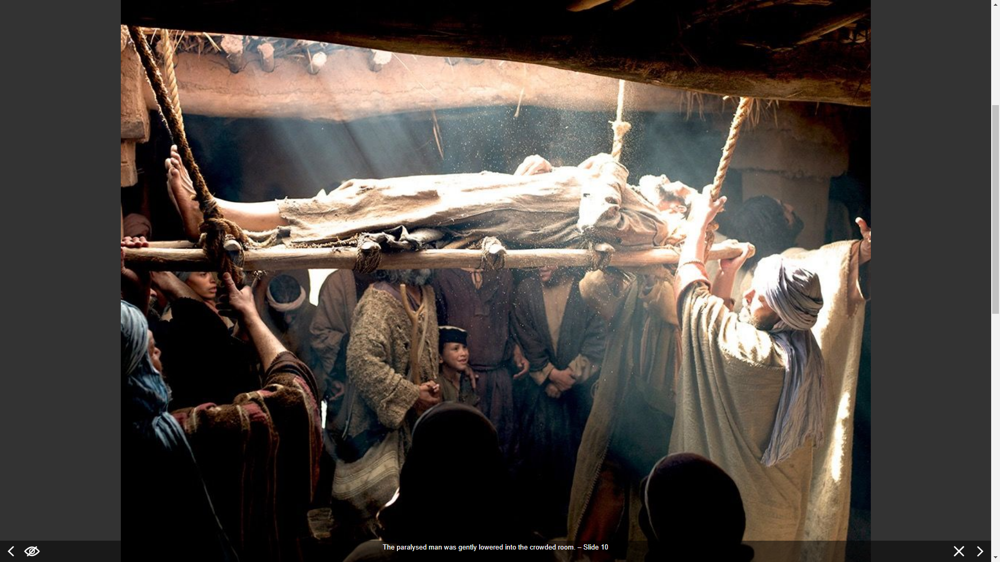 The paralysed man was gently lowered into the crowded room. – Slide 10